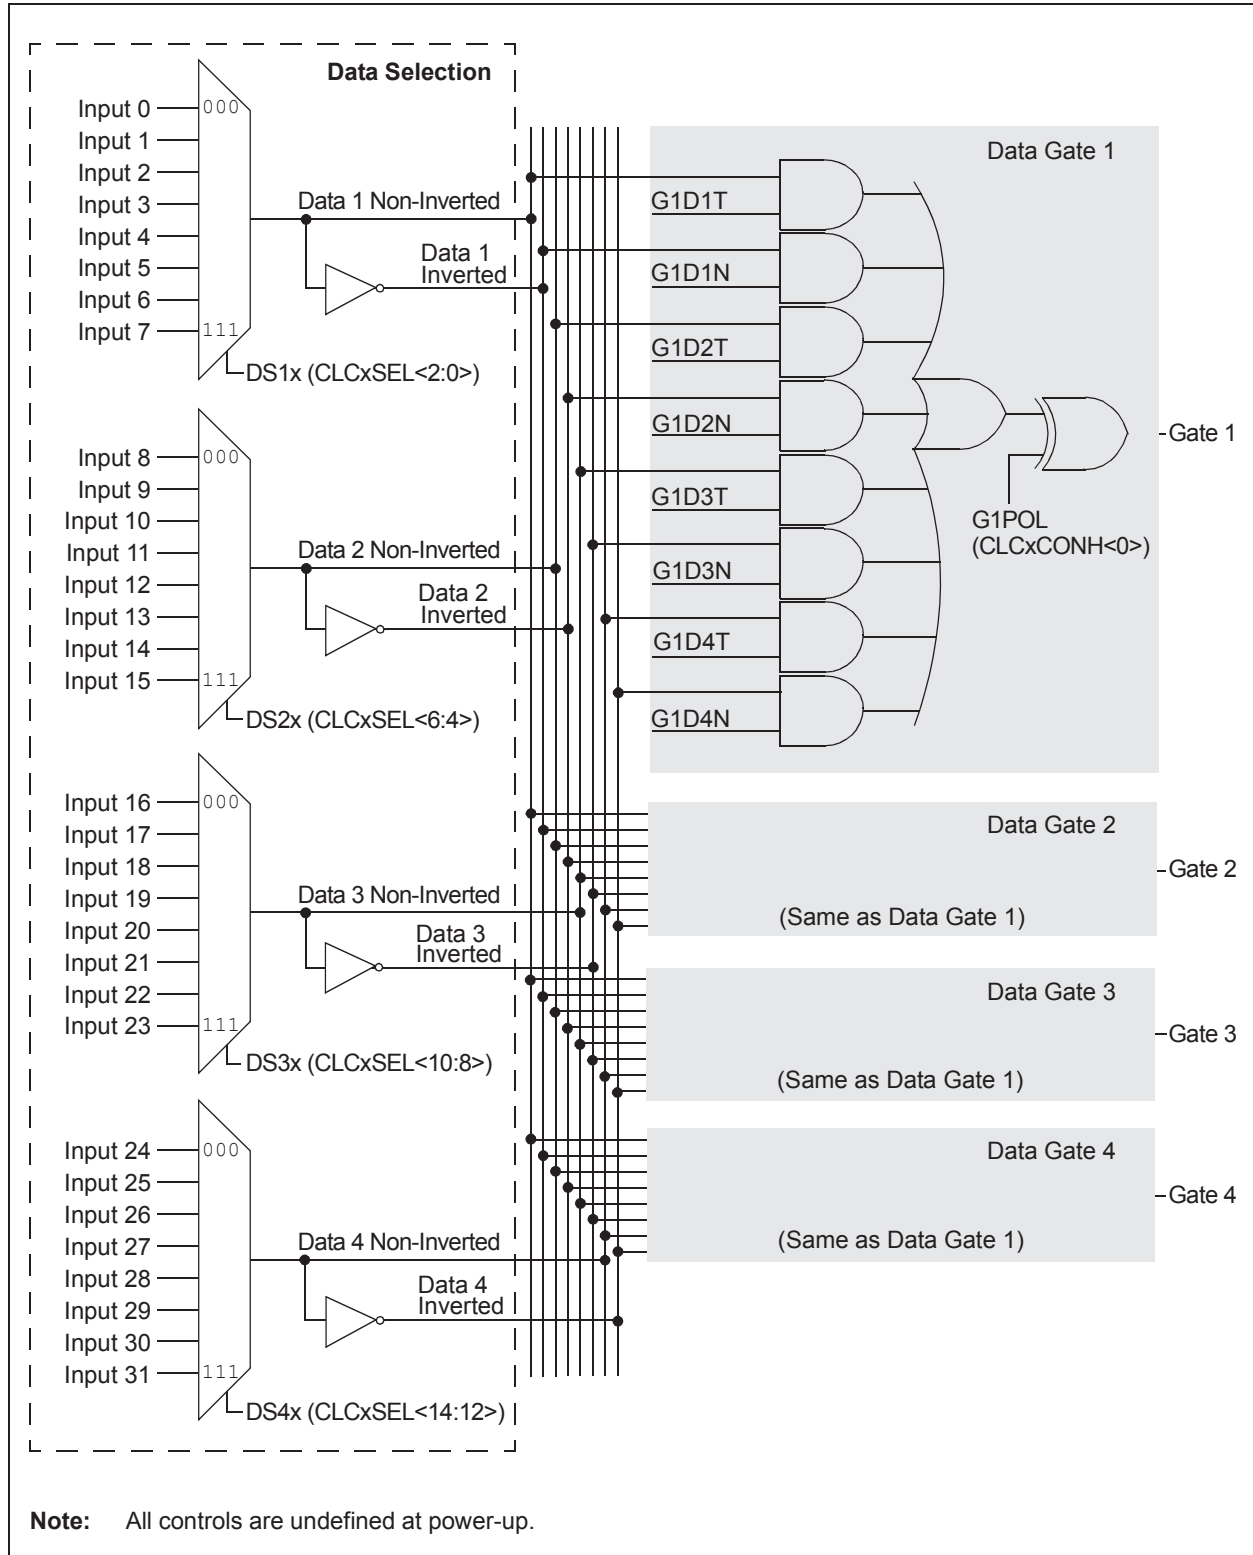 Data Selection
Input 0
000
Input 1
Input 2
Input 3
Input 4
Input 5
Input 6
Input 7
111
Data 1 Non-Inverted
Data 1
Inverted
DS1x (CLCxSEL<2:0>)
Input 8
000
Input 9
Input 10
Input 11
Input 12
Input 13
Input 14
Input 15
111
Data 2 Non-Inverted
Data 2
Inverted
DS2x (CLCxSEL<6:4>)
Input 16
000
Input 17
Input 18
Input 19
Input 20
Input 21
Input 22
Input 23
111
Data 3 Non-Inverted
Data 3
Inverted
DS3x (CLCxSEL<10:8>)
Input 24
000
Input 25
Input 26
Input 27
Input 28
Input 29
Input 30
Input 31
111
Data 4 Non-Inverted
Data 4
Inverted
DS4x (CLCxSEL<14:12>)
Data Gate 1
G1D1T
G1D1N
G1D2T
G1D2N
G1D3T
G1D3N
G1D4T
G1D4N
G1POL
(CLCxCONH<0>)
Gate 1
Data Gate 2
(Same as Data Gate 1)
Gate 2
Data Gate 3
(Same as Data Gate 1)
Gate 3
Data Gate 4
(Same as Data Gate 1)
Gate 4
Note: All controls are undefined at power-up.